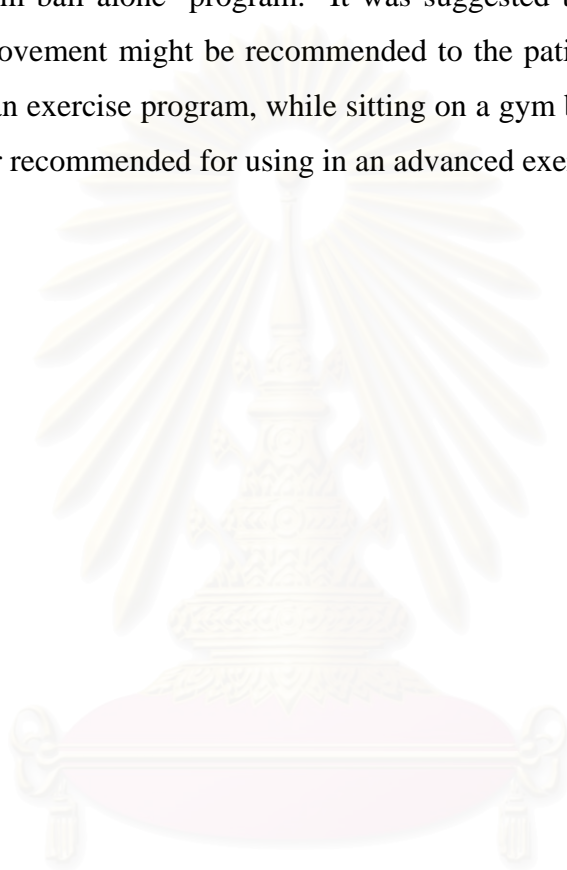 m ball alone" program. It was suggested t
ovement might be recommended to the pati
an exercise program, while sitting on a gym b
r recommended for using in an advanced exe